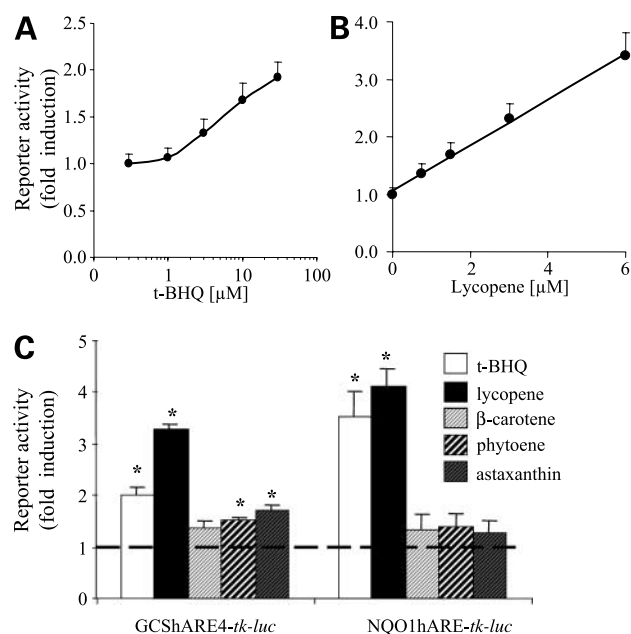 A
Reporter activity
(fold induction)
2.5
2.0
1.5
1.0
0.5
0.0
0 1 10 100
t-BHQ [µM]
B
4.0
3.0
2.0
1.0
0.0
0 2 4 6
Lycopene [µM]
C
Reporter activity
(fold induction)
5
4
3
2
1
0
* * * *
* *
t-BHQ
lycopene
β-carotene
phytoene
astaxanthin
GCShARE4-tk-luc
NQO1hARE-tk-luc